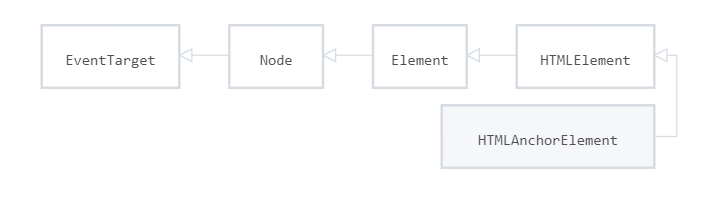 EventTarget
Node
Element
HTMLElement
HTMLAnchorElement